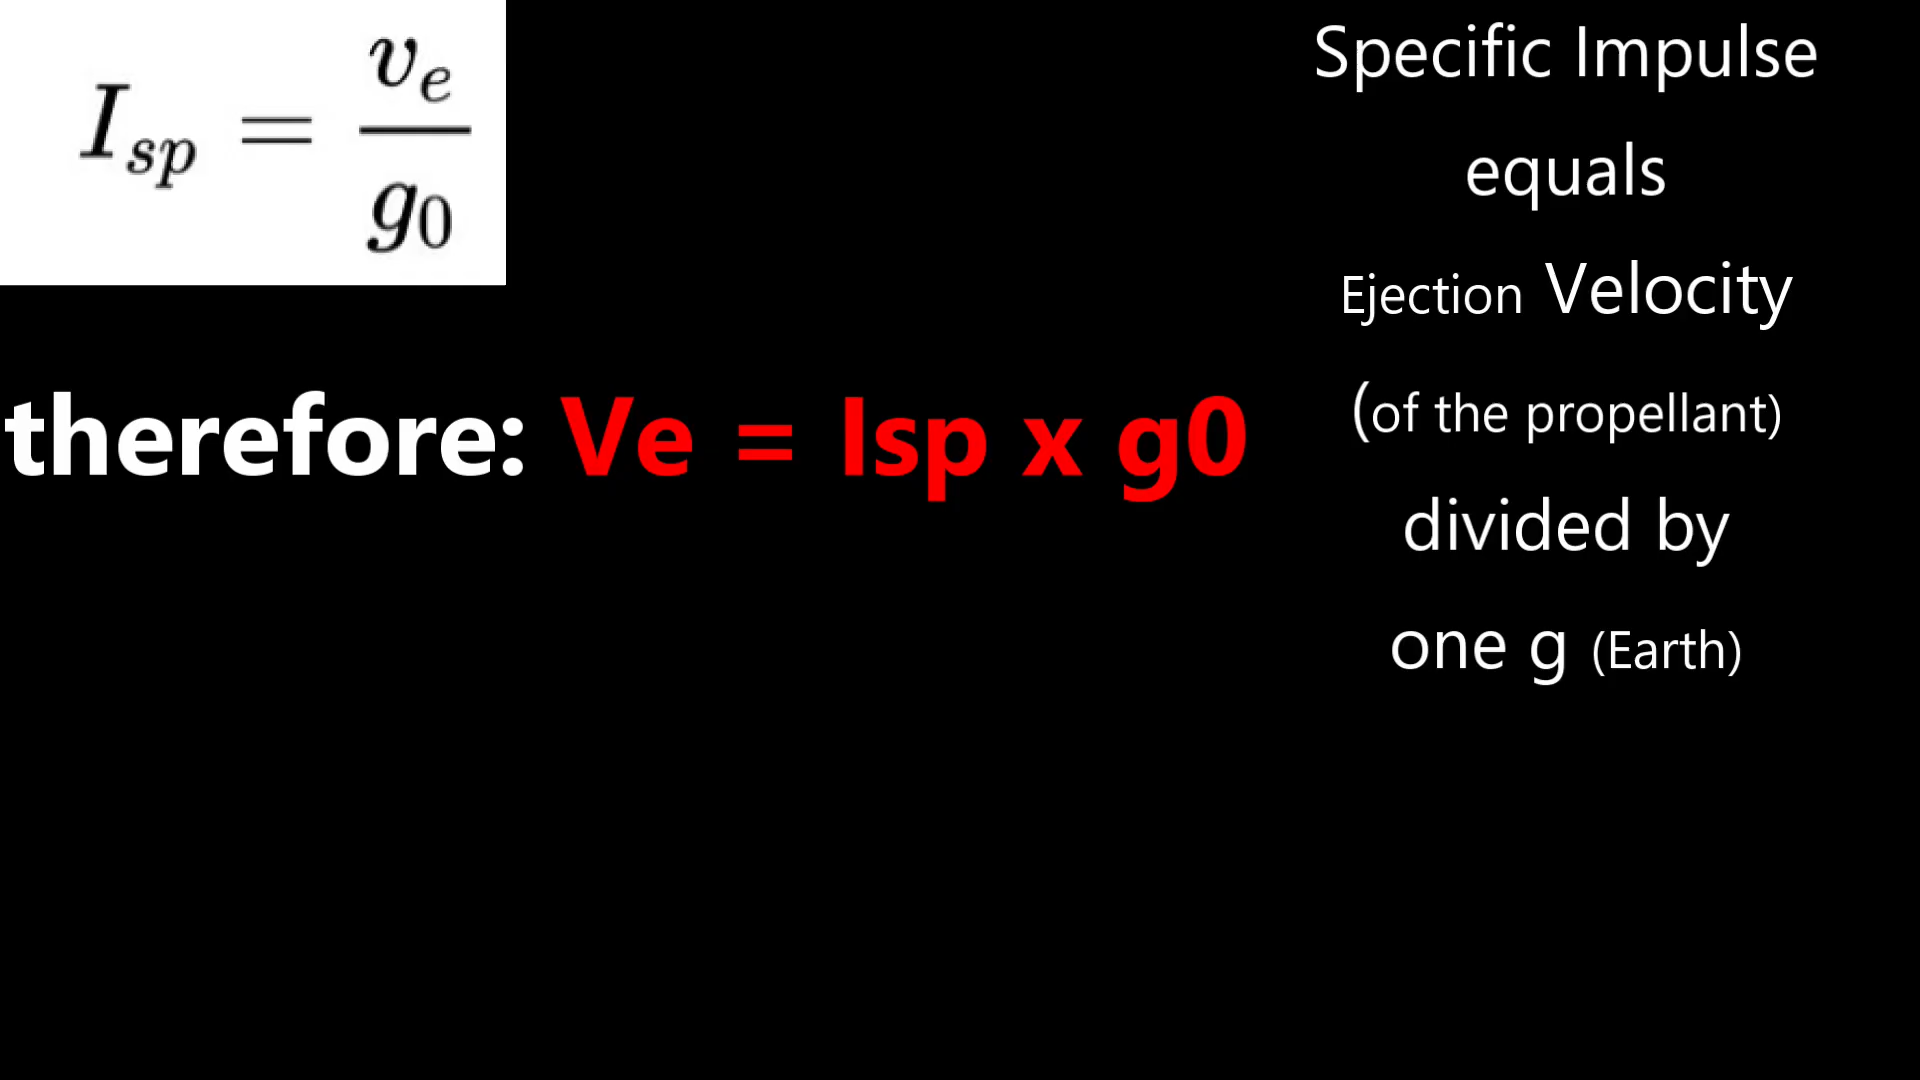 Isp = ve / g0
therefore: Ve = Isp x g0
Specific Impulse
equals
Ejection Velocity
(of the propellant)
divided by
one g (Earth)